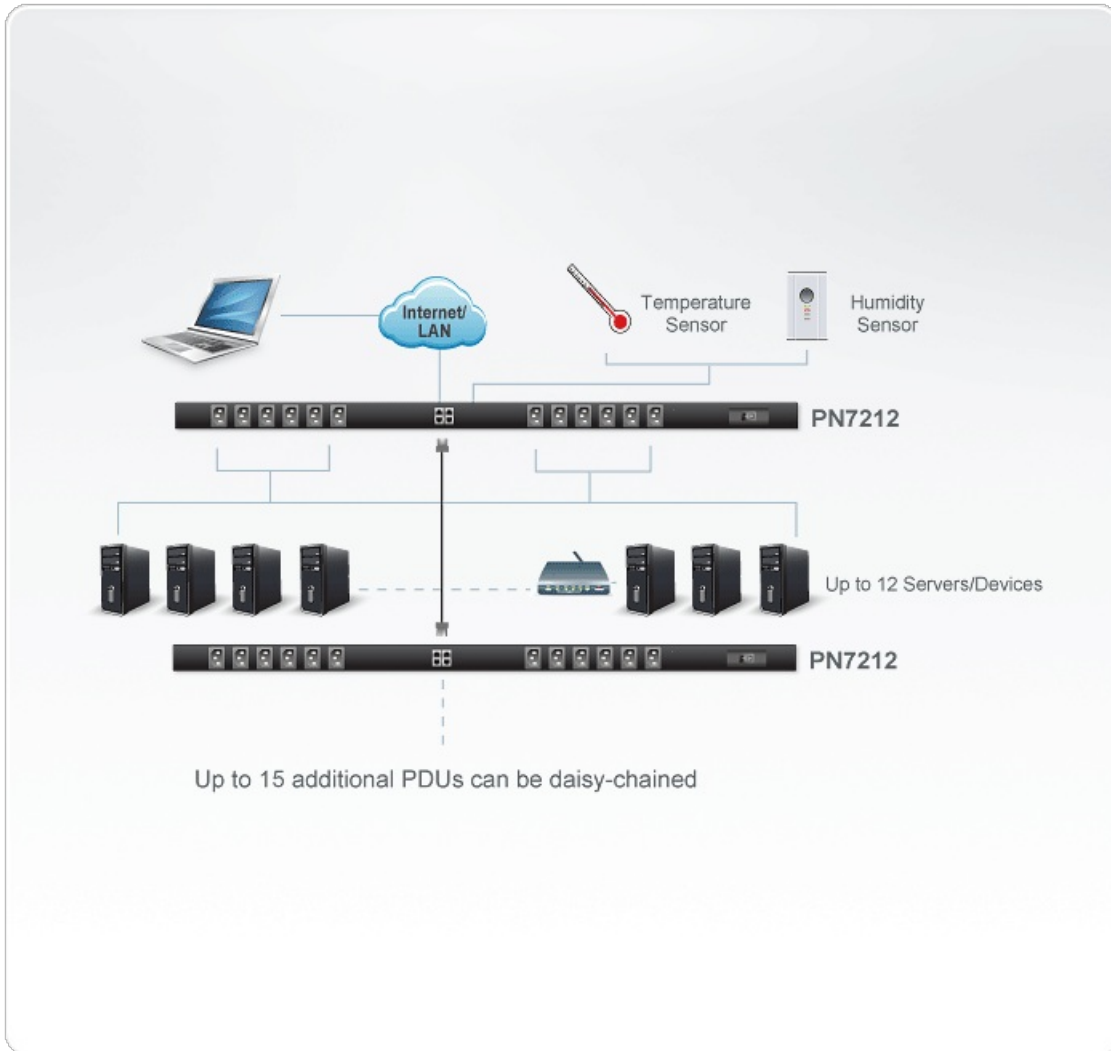 Internet/
LAN
Temperature
Sensor
Humidity
Sensor
PN7212
Up to 12 Servers/Devices
PN7212
Up to 15 additional PDUs can be daisy-chained